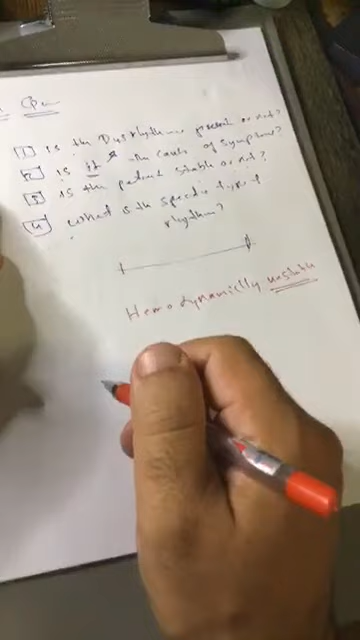 1 Is the Dysrhythmia present or not?
2 is it the cause of symptoms?
3 is the patient stable or not?
4 What is the specific type of
rhythm?
Hemodynamiclly unstable